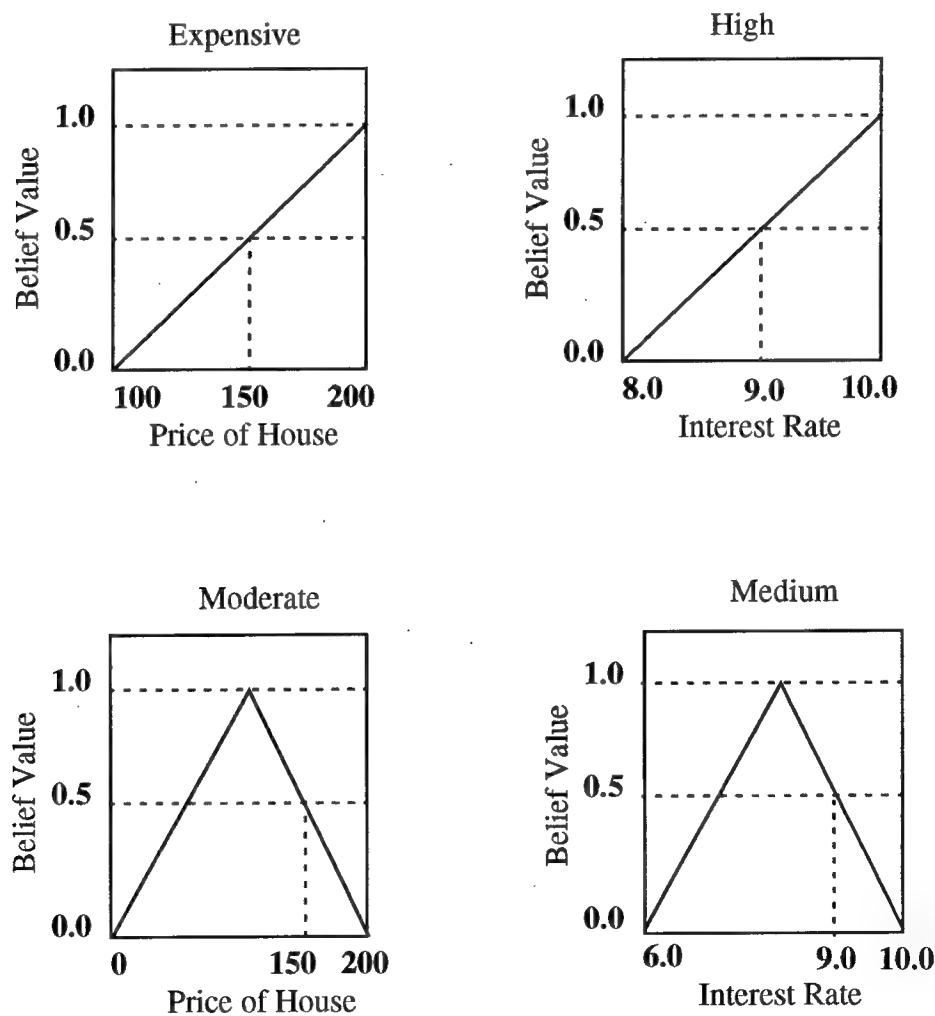 Expensive
Belief Value
1.0
0.5
0.0
100 150 200
Price of House
High
Belief Value
1.0
0.5
0.0
8.0 9.0 10.0
Interest Rate
Moderate
Belief Value
1.0
0.5
0.0
0 150 200
Price of House
Medium
Belief Value
1.0
0.5
0.0
6.0 9.0 10.0
Interest Rate